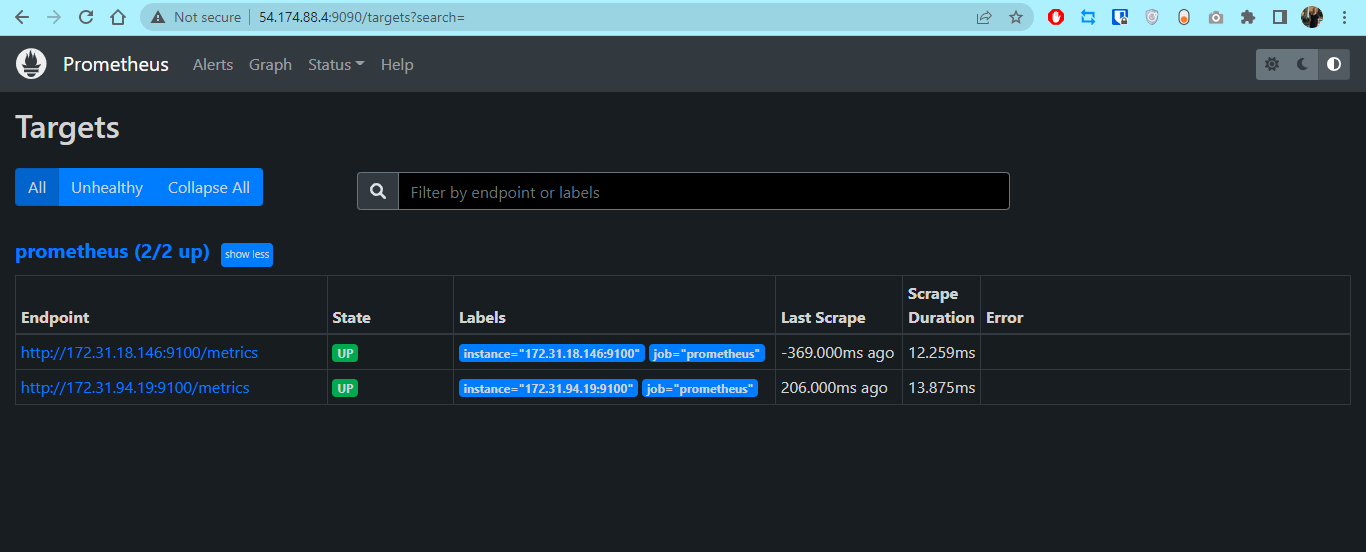 Not secure | 54.174.88.4:9090/targets?search=
Prometheus Alerts Graph Status Help
Targets
All Unhealthy Collapse All
Filter by endpoint or labels
prometheus (2/2 up) show less
Endpoint State Labels Last Scrape Scrape Duration Error
http://172.31.18.146:9100/metrics UP instance="172.31.18.146:9100" job="prometheus" -369.000ms ago 12.259ms
http://172.31.94.19:9100/metrics UP instance="172.31.94.19:9100" job="prometheus" 206.000ms ago 13.875ms